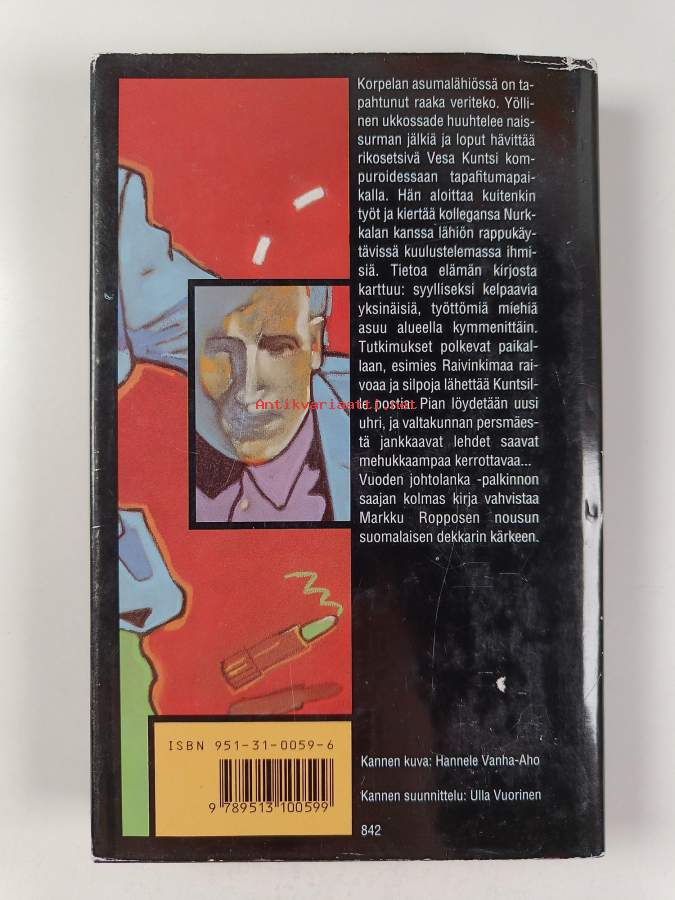 Korpelan asumalähiössä on ta-
pahtunut raaka veriteko. Yölli-
nen ukkossade huuhtelee nais-
surman jälkiä ja loput hävittää
rikosetsivä Vesa Kuntsi kom-
puroidessaan tapahtumapai-
kalla. Hän aloittaa kuitenkin
työt ja kiertää kollegansa Nurk-
kalan kanssa lähiön rappukäy-
tävissä kuulustelemassa ihmi-
siä. Tietoa elämän kirjosta
karttuu: syylliseksi kelpaavia
yksinäisiä, työttömiä miehiä
asuu alueella kymmenittäin.
Tutkimukset polkevat paikal-
laan, esimies Raivinkimaa rai-
voaa ja silpoja lähettää Kuntsil-
le postia. Pian löydetään uusi
uhri, ja valtakunnan persmäes-
tä jankkaavat lehdet saavat
mehukkaampaa kerrottavaa...
Vuoden johtolanka -palkinnon
saajan kolmas kirja vahvistaa
Markku Ropposen nousun
suomalaisen dekkarin kärkeen.
Antikvariaatti.net
ISBN 951-31-0059-6
9 789513 100599
Kannen kuva: Hannele Vanha-Aho
Kannen suunnittelu: Ulla Vuorinen
842